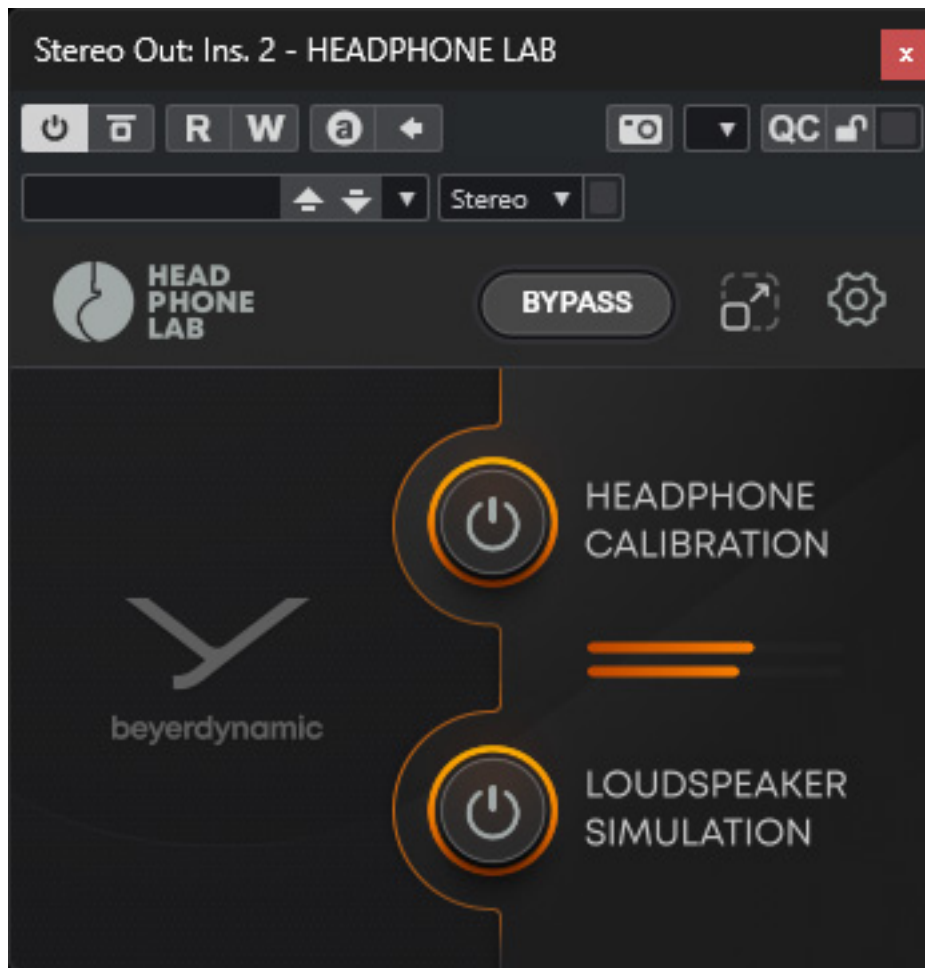 Stereo Out: Ins. 2 - HEADPHONE LAB
x
R W a QC
Stereo
HEAD
PHONE
LAB
BYPASS
HEADPHONE
CALIBRATION
beyerdynamic
LOUDSPEAKER
SIMULATION